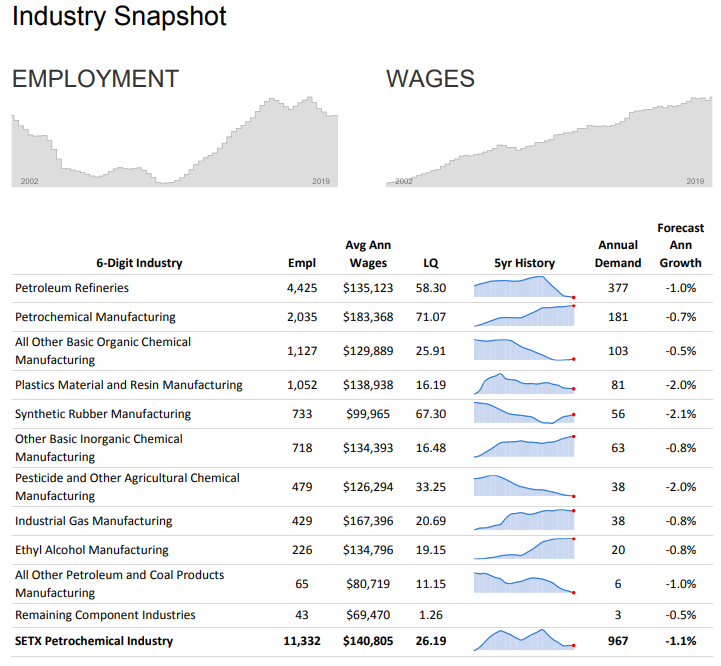 Industry Snapshot
EMPLOYMENT
WAGES
2002 2019
2002 2019
6-Digit Industry Empl Avg Ann Wages LQ 5yr History Annual Demand Forecast Ann Growth
Petroleum Refineries 4,425 $135,123 58.30 377 -1.0%
Petrochemical Manufacturing 2,035 $183,368 71.07 181 -0.7%
All Other Basic Organic Chemical
Manufacturing 1,127 $129,889 25.91 103 -0.5%
Plastics Material and Resin Manufacturing 1,052 $138,938 16.19 81 -2.0%
Synthetic Rubber Manufacturing 733 $99,965 67.30 56 -2.1%
Other Basic Inorganic Chemical
Manufacturing 718 $134,393 16.48 63 -0.8%
Pesticide and Other Agricultural Chemical
Manufacturing 479 $126,294 33.25 38 -2.0%
Industrial Gas Manufacturing 429 $167,396 20.69 38 -0.8%
Ethyl Alcohol Manufacturing 226 $134,796 19.15 20 -0.8%
All Other Petroleum and Coal Products
Manufacturing 65 $80,719 11.15 6 -1.0%
Remaining Component Industries 43 $69,470 1.26 3 -0.5%
SETX Petrochemical Industry 11,332 $140,805 26.19 967 -1.1%